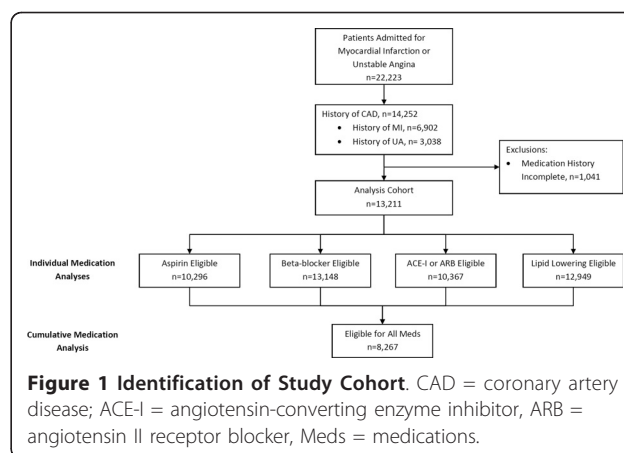 Patients Admitted for
Myocardial Infarction or
Unstable Angina
n=22,223
History of CAD, n=14,252
• History of MI, n=6,902
• History of UA, n= 3,038
Exclusions:
• Medication History
Incomplete, n=1,041
Analysis Cohort
n=13,211
Individual Medication
Analyses
Aspirin Eligible
n=10,296
Beta-blocker Eligible
n=13,148
ACE-I or ARB Eligible
n=10,367
Lipid Lowering Eligible
n=12,949
Cumulative Medication
Analysis
Eligible for All Meds
n=8,267
Figure 1 Identification of Study Cohort. CAD = coronary artery
disease; ACE-I = angiotensin-converting enzyme inhibitor, ARB =
angiotensin II receptor blocker, Meds = medications.